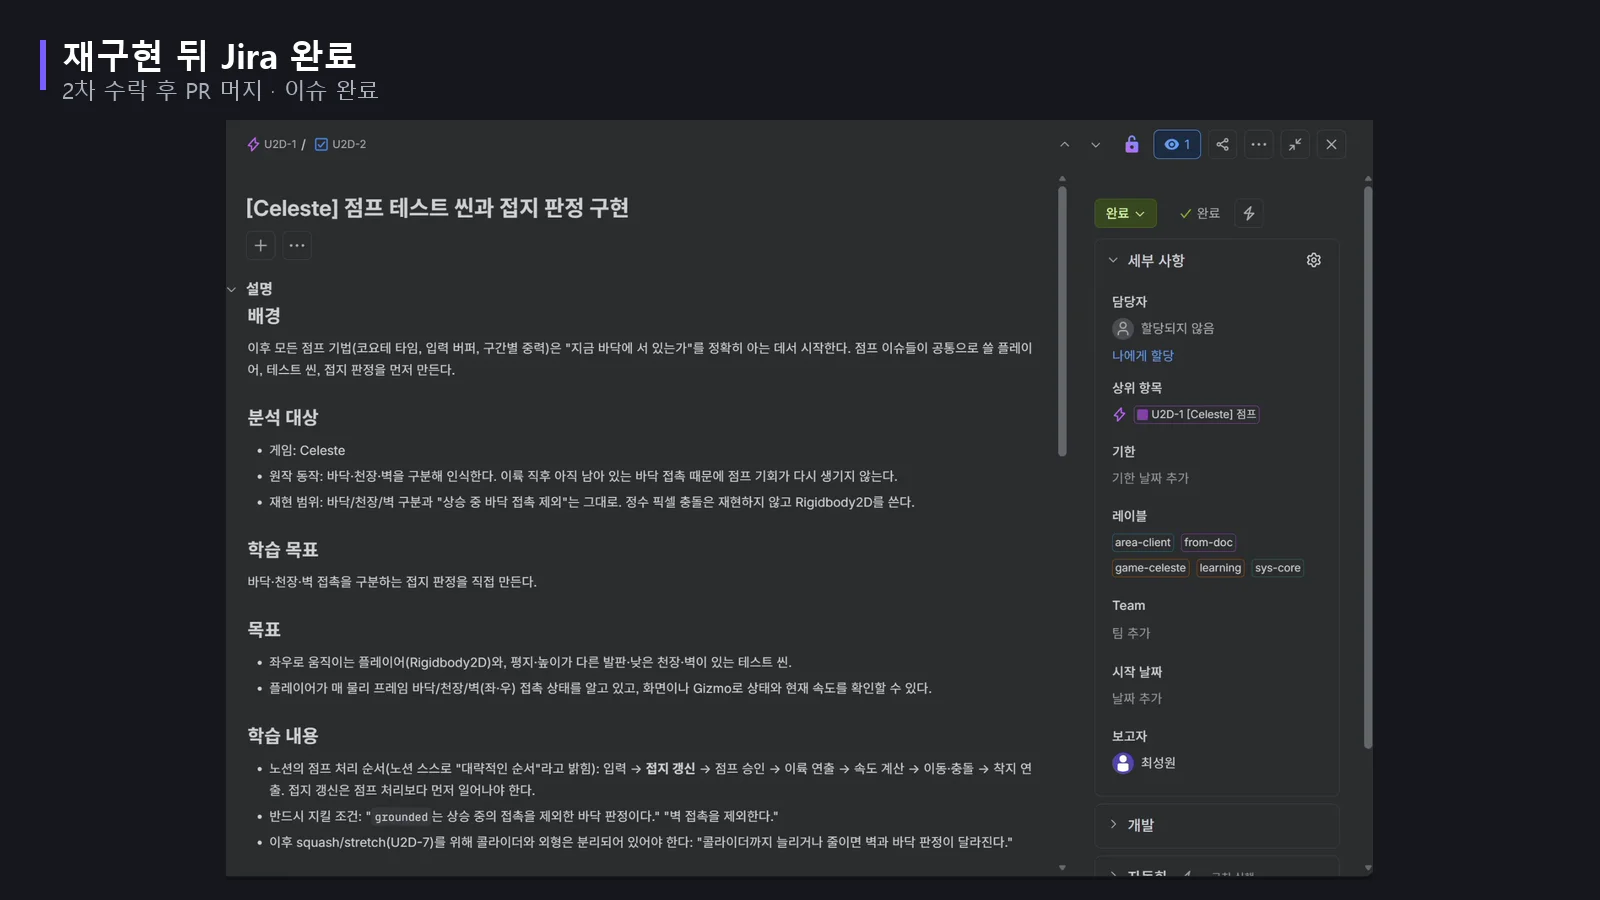 재구현 뒤 Jira 완료
2차 수락 후 PR 머지 · 이슈 완료
U2D-1 / U2D-2
1
[Celeste] 점프 테스트 씬과 접지 판정 구현
설명
배경
이후 모든 점프 기법(코요테 타임, 입력 버퍼, 구간별 중력)은 "지금 바닥에 서 있는가"를 정확히 아는 데서 시작한다. 점프 이슈들이 공통으로 쓸 플레이
어, 테스트 씬, 접지 판정을 먼저 만든다.
분석 대상
• 게임: Celeste
• 원작 동작: 바닥·천장·벽을 구분해 인식한다. 이륙 직후 아직 남아 있는 바닥 접촉 때문에 점프 기회가 다시 생기지 않는다.
• 재현 범위: 바닥/천장/벽 구분과 "상승 중 바닥 접촉 제외"는 그대로. 정수 픽셀 충돌은 재현하지 않고 Rigidbody2D를 쓴다.
학습 목표
바닥·천장·벽 접촉을 구분하는 접지 판정을 직접 만든다.
목표
• 좌우로 움직이는 플레이어(Rigidbody2D)와, 평지·높이가 다른 발판·낮은 천장·벽이 있는 테스트 씬.
• 플레이어가 매 물리 프레임 바닥/천장/벽(좌·우) 접촉 상태를 알고 있고, 화면이나 Gizmo로 상태와 현재 속도를 확인할 수 있다.
학습 내용
• 노션의 점프 처리 순서(노션 스스로 "대략적인 순서"라고 밝힘): 입력 → 접지 갱신 → 점프 승인 → 이륙 연출 → 속도 계산 → 이동·충돌 → 착지 연
출. 접지 갱신은 점프 처리보다 먼저 일어나야 한다.
• 반드시 지킬 조건: "grounded는 상승 중의 접촉을 제외한 바닥 판정이다." "벽 접촉을 제외한다."
• 이후 squash/stretch(U2D-7)를 위해 콜라이더와 외형은 분리되어 있어야 한다: "콜라이더까지 늘리거나 줄이면 벽과 바닥 판정이 달라진다."
완료 완료
세부 사항
담당자
할당되지 않음
나에게 할당
상위 항목
U2D-1 [Celeste] 점프
기한
기한 날짜 추가
레이블
area-client from-doc
game-celeste learning sys-core
Team
팀 추가
시작 날짜
날짜 추가
보고자
최성원
개발